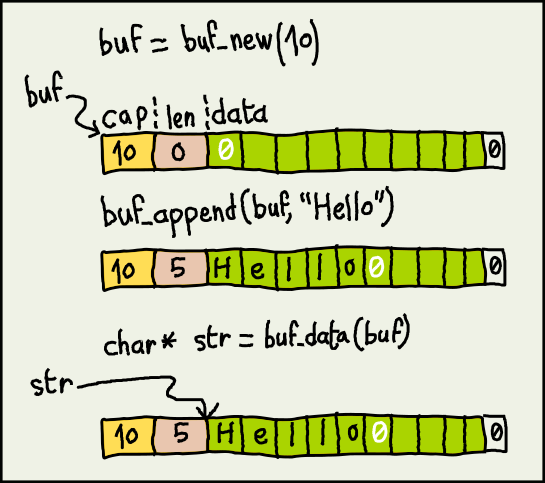 buf = buf_new(10)
buf
cap len data
10 0 0 0
buf_append(buf, "Hello")
10 5 H e l l o 0 0
char* str = buf_data(buf)
str
10 5 H e l l o 0 0